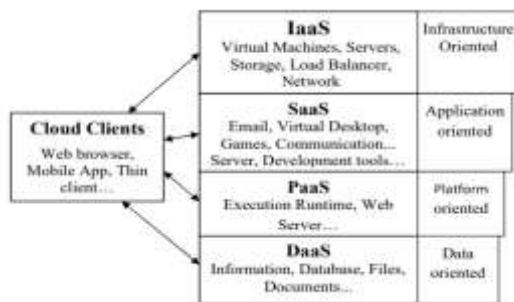 IaaS
Virtual Machines, Servers,
Storage, Load Balancer,
Network
Infrastructure
Oriented
Cloud Clients
Web browser,
Mobile App, Thin
client...
SaaS
Email, Virtual Desktop,
Games, Communication...
Server, Development tools...
Application
oriented
PaaS
Execution Runtime, Web
Server...
Platform
oriented
DaaS
Information, Database, Files,
Documents...
Data
oriented